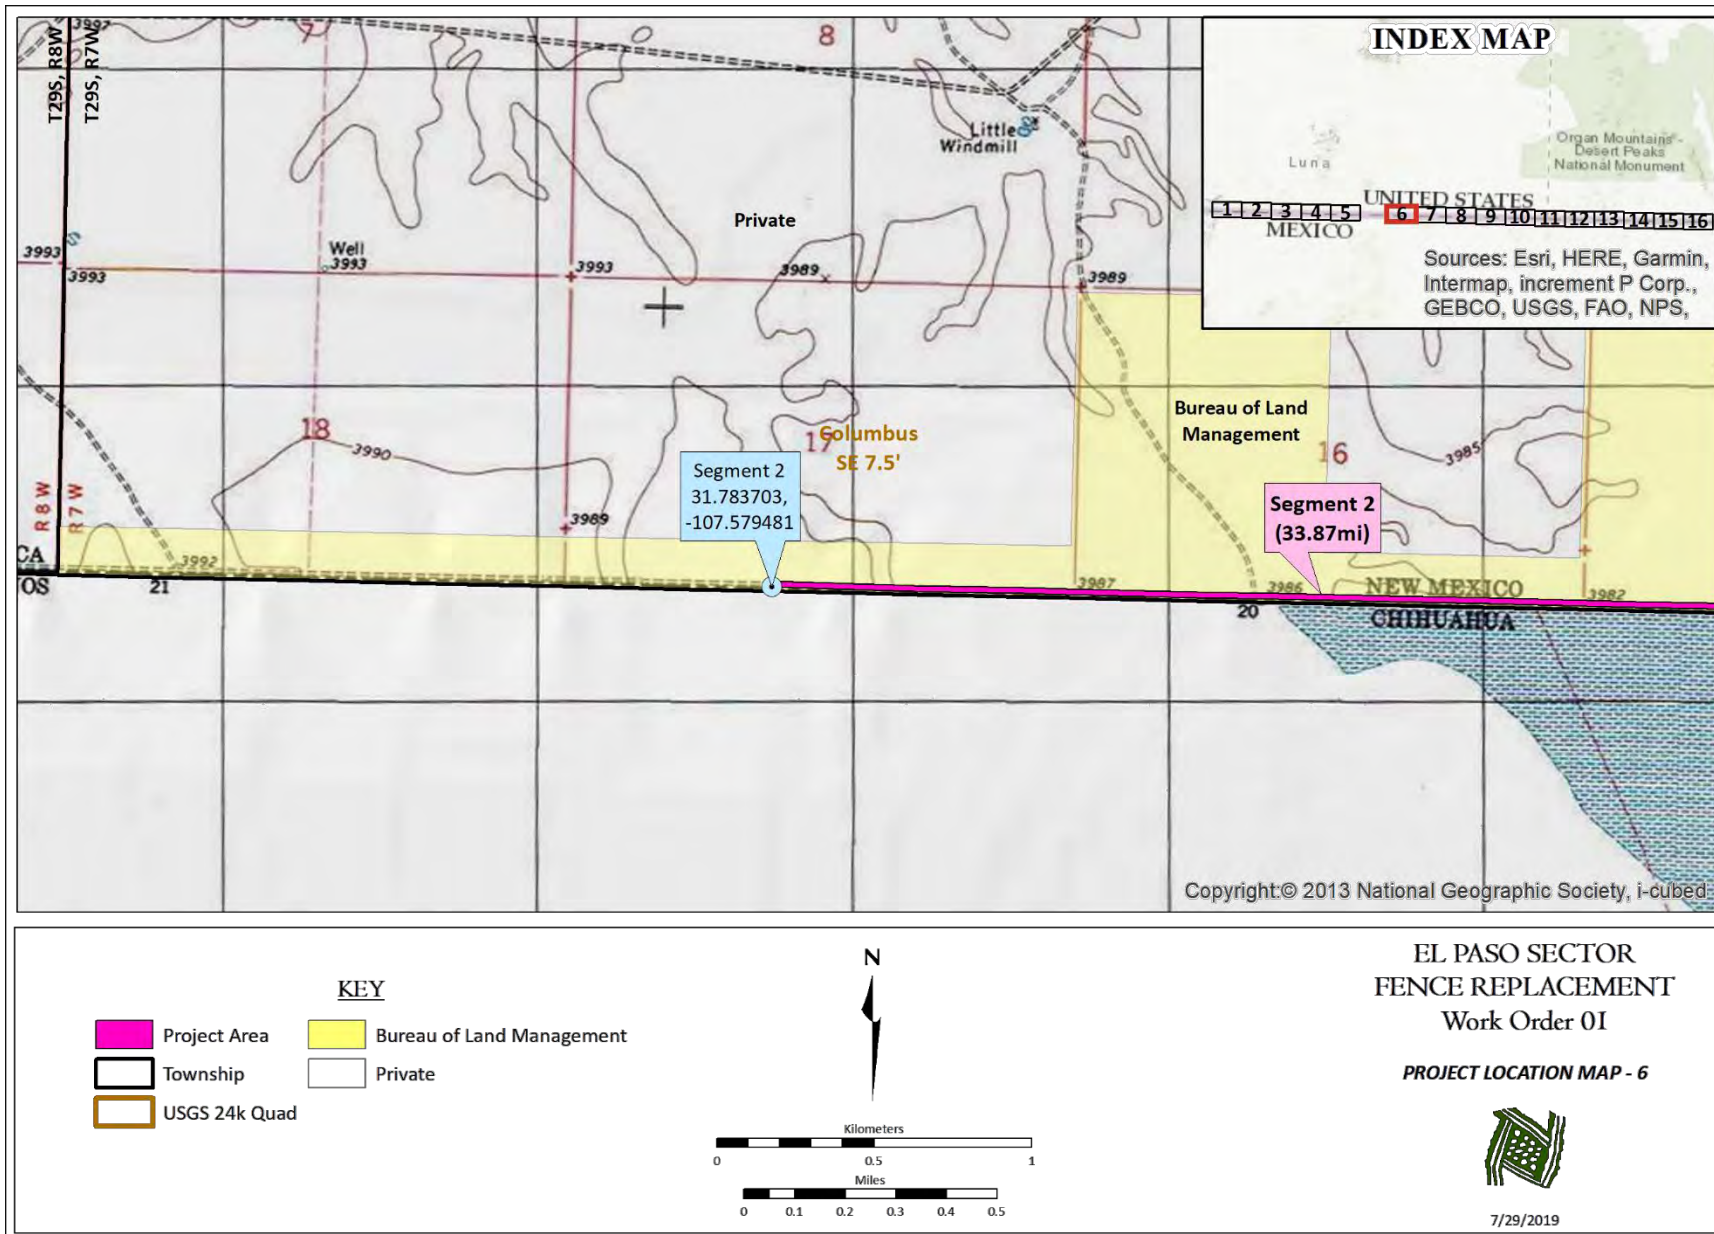 3992
T29S, R8W
T29S, R7W
7
8
Little
Windmill
Private
3993
3993
Well
3993
3993
3989
3989
18
3990
17
Columbus
SE 7.5'
Bureau of Land
Management
16
3985
R 8 W
R 7 W
3989
Segment 2
31.783703,
-107.579481
Segment 2
(33.87mi)
CA
OS
3992
21
3987
3986
NEW MEXICO
3982
20
CHIHUAHUA
Copyright:© 2013 National Geographic Society, i-cubed
INDEX MAP
Organ Mountains -
Desert Peaks
National Monument
Luna
UNITED STATES
1 2 3 4 5 6 7 8 9 10 11 12 13 14 15 16
MEXICO
Sources: Esri, HERE, Garmin,
Intermap, increment P Corp.,
GEBCO, USGS, FAO, NPS,
KEY
Project Area
Bureau of Land Management
Township
Private
USGS 24k Quad
N
Kilometers
0 0.5 1
Miles
0 0.1 0.2 0.3 0.4 0.5
EL PASO SECTOR
FENCE REPLACEMENT
Work Order 01
PROJECT LOCATION MAP - 6
7/29/2019